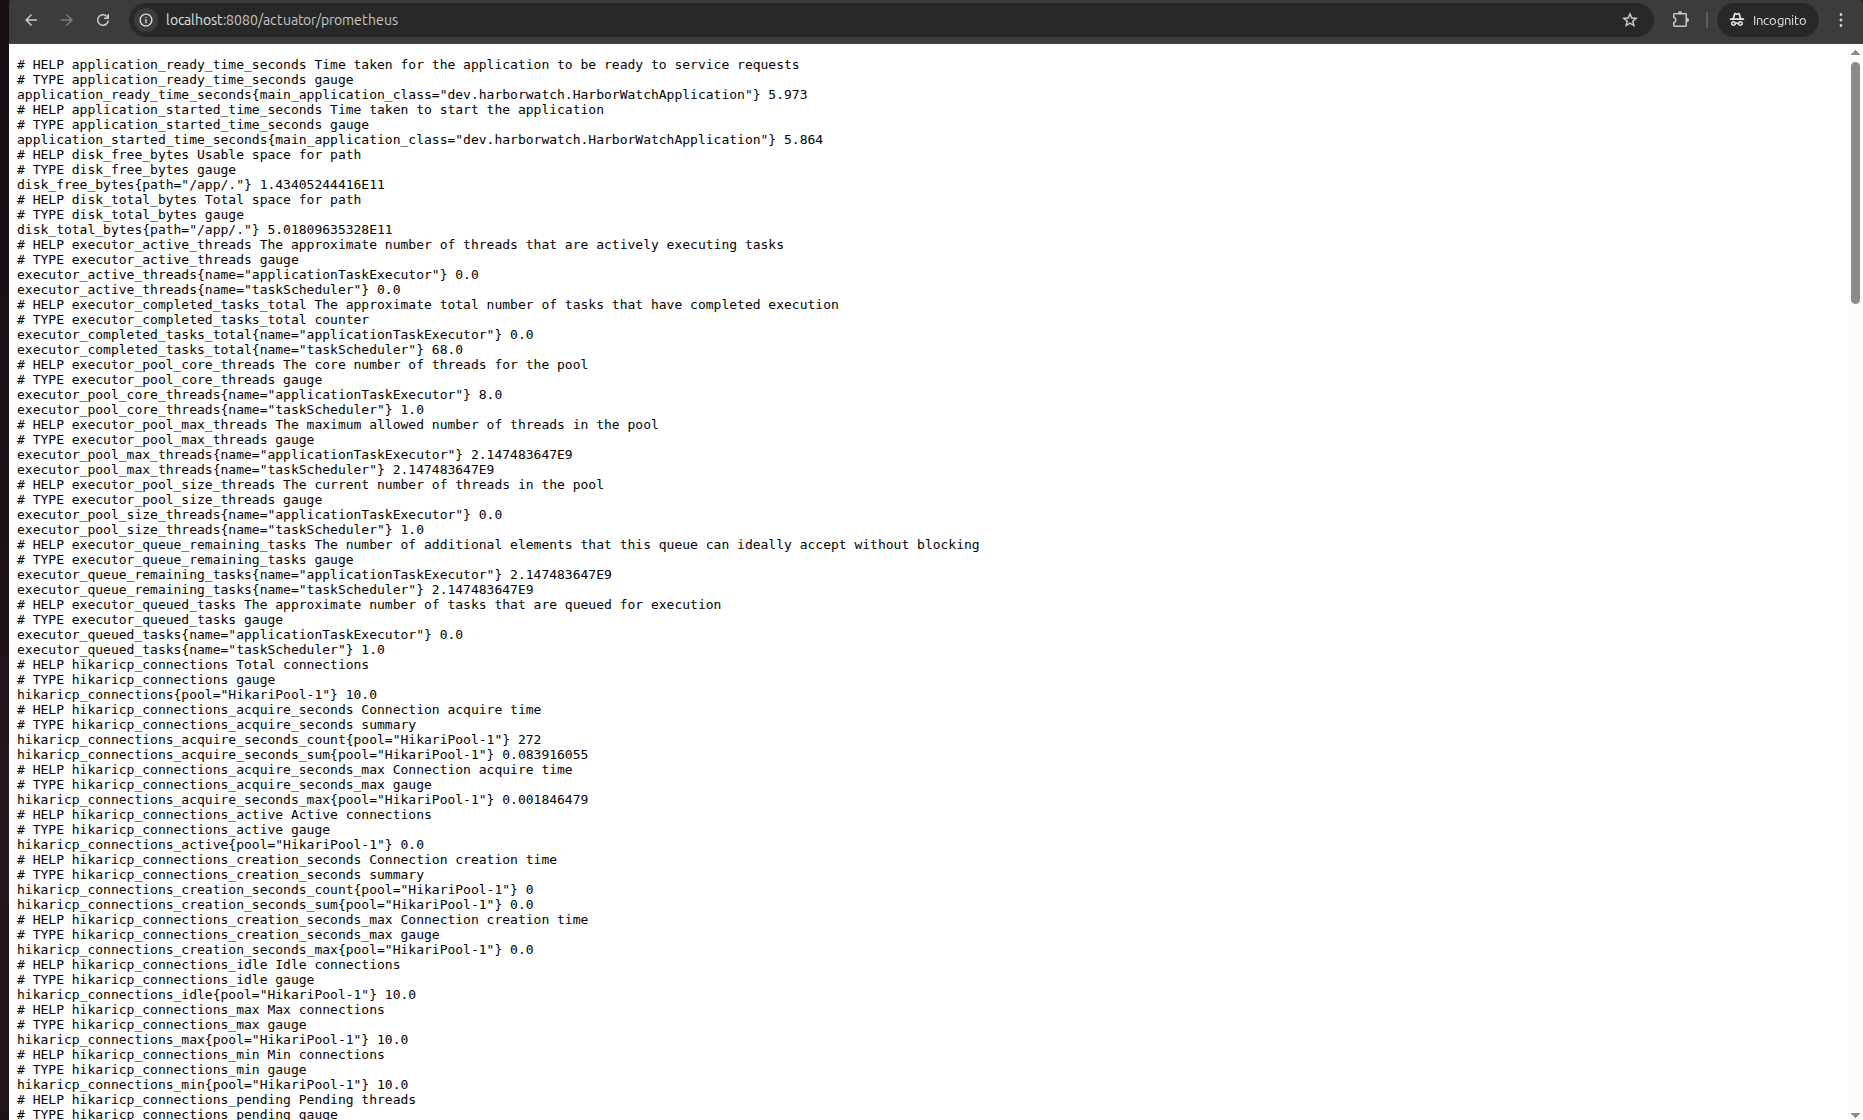 localhost:8080/actuator/prometheus
Incognito
# HELP application_ready_time_seconds Time taken for the application to be ready to service requests
# TYPE application_ready_time_seconds gauge
application_ready_time_seconds{main_application_class="dev.harborwatch.HarborWatchApplication"} 5.973
# HELP application_started_time_seconds Time taken to start the application
# TYPE application_started_time_seconds gauge
application_started_time_seconds{main_application_class="dev.harborwatch.HarborWatchApplication"} 5.864
# HELP disk_free_bytes Usable space for path
# TYPE disk_free_bytes gauge
disk_free_bytes{path="/app/."} 1.43405244416E11
# HELP disk_total_bytes Total space for path
# TYPE disk_total_bytes gauge
disk_total_bytes{path="/app/."} 5.01809635328E11
# HELP executor_active_threads The approximate number of threads that are actively executing tasks
# TYPE executor_active_threads gauge
executor_active_threads{name="applicationTaskExecutor"} 0.0
executor_active_threads{name="taskScheduler"} 0.0
# HELP executor_completed_tasks_total The approximate total number of tasks that have completed execution
# TYPE executor_completed_tasks_total counter
executor_completed_tasks_total{name="applicationTaskExecutor"} 0.0
executor_completed_tasks_total{name="taskScheduler"} 68.0
# HELP executor_pool_core_threads The core number of threads for the pool
# TYPE executor_pool_core_threads gauge
executor_pool_core_threads{name="applicationTaskExecutor"} 8.0
executor_pool_core_threads{name="taskScheduler"} 1.0
# HELP executor_pool_max_threads The maximum allowed number of threads in the pool
# TYPE executor_pool_max_threads gauge
executor_pool_max_threads{name="applicationTaskExecutor"} 2.147483647E9
executor_pool_max_threads{name="taskScheduler"} 2.147483647E9
# HELP executor_pool_size_threads The current number of threads in the pool
# TYPE executor_pool_size_threads gauge
executor_pool_size_threads{name="applicationTaskExecutor"} 0.0
executor_pool_size_threads{name="taskScheduler"} 1.0
# HELP executor_queue_remaining_tasks The number of additional elements that this queue can ideally accept without blocking
# TYPE executor_queue_remaining_tasks gauge
executor_queue_remaining_tasks{name="applicationTaskExecutor"} 2.147483647E9
executor_queue_remaining_tasks{name="taskScheduler"} 2.147483647E9
# HELP executor_queued_tasks The approximate number of tasks that are queued for execution
# TYPE executor_queued_tasks gauge
executor_queued_tasks{name="applicationTaskExecutor"} 0.0
executor_queued_tasks{name="taskScheduler"} 1.0
# HELP hikaricp_connections Total connections
# TYPE hikaricp_connections gauge
hikaricp_connections{pool="HikariPool-1"} 10.0
# HELP hikaricp_connections_acquire_seconds Connection acquire time
# TYPE hikaricp_connections_acquire_seconds summary
hikaricp_connections_acquire_seconds_count{pool="HikariPool-1"} 272
hikaricp_connections_acquire_seconds_sum{pool="HikariPool-1"} 0.083916055
# HELP hikaricp_connections_acquire_seconds_max Connection acquire time
# TYPE hikaricp_connections_acquire_seconds_max gauge
hikaricp_connections_acquire_seconds_max{pool="HikariPool-1"} 0.001846479
# HELP hikaricp_connections_active Active connections
# TYPE hikaricp_connections_active gauge
hikaricp_connections_active{pool="HikariPool-1"} 0.0
# HELP hikaricp_connections_creation_seconds Connection creation time
# TYPE hikaricp_connections_creation_seconds summary
hikaricp_connections_creation_seconds_count{pool="HikariPool-1"} 0
hikaricp_connections_creation_seconds_sum{pool="HikariPool-1"} 0.0
# HELP hikaricp_connections_creation_seconds_max Connection creation time
# TYPE hikaricp_connections_creation_seconds_max gauge
hikaricp_connections_creation_seconds_max{pool="HikariPool-1"} 0.0
# HELP hikaricp_connections_idle Idle connections
# TYPE hikaricp_connections_idle gauge
hikaricp_connections_idle{pool="HikariPool-1"} 10.0
# HELP hikaricp_connections_max Max connections
# TYPE hikaricp_connections_max gauge
hikaricp_connections_max{pool="HikariPool-1"} 10.0
# HELP hikaricp_connections_min Min connections
# TYPE hikaricp_connections_min gauge
hikaricp_connections_min{pool="HikariPool-1"} 10.0
# HELP hikaricp_connections_pending Pending threads
# TYPE hikaricp_connections_pending gauge